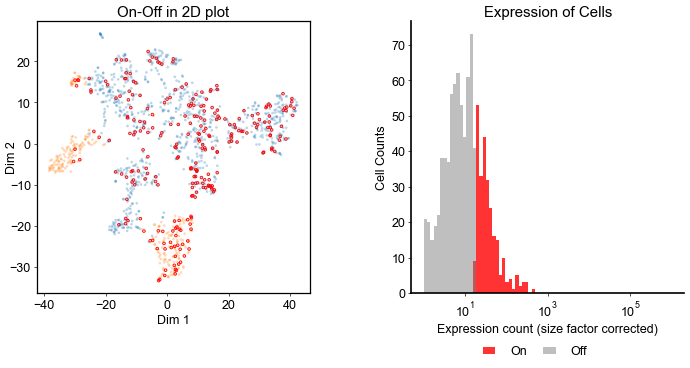 On-Off in 2D plot
20
10
0
−10
−20
−30
Dim 2
−40
−20
0
20
40
Dim 1
Expression of Cells
70
60
50
40
30
20
10
0
Cell Counts
10^1
10^3
10^5
Expression count (size factor corrected)
On
Off